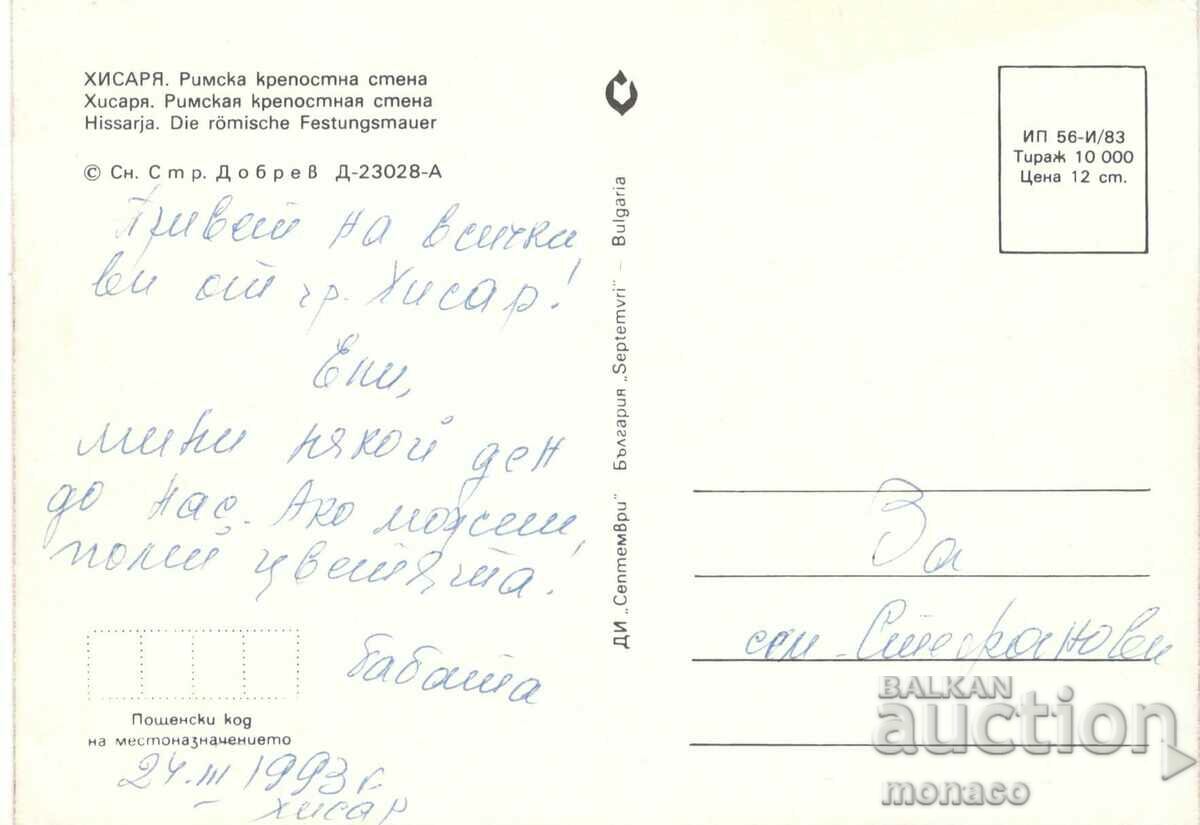 ХИСАРЯ. Римска крепостна стена
Хисаря. Римская крепостная стена
Hissarja. Die römische Festungsmauer
© Сн. Стр. Добрев Д-23028-А
Привет на всички
ви от гр. Хисар!
Ени,
мини някой ден
до нас. Ако можеш,
полей цветята.
бабата
Пощенски код
на местоназначението
24.III 1993 г.
Хисар
ДИ „Септември" България „Septemvri" – Bulgaria
ИП 56-И/83
Тираж 10 000
Цена 12 ст.
За
сем. Стефанови
BALKAN
auction
monaco